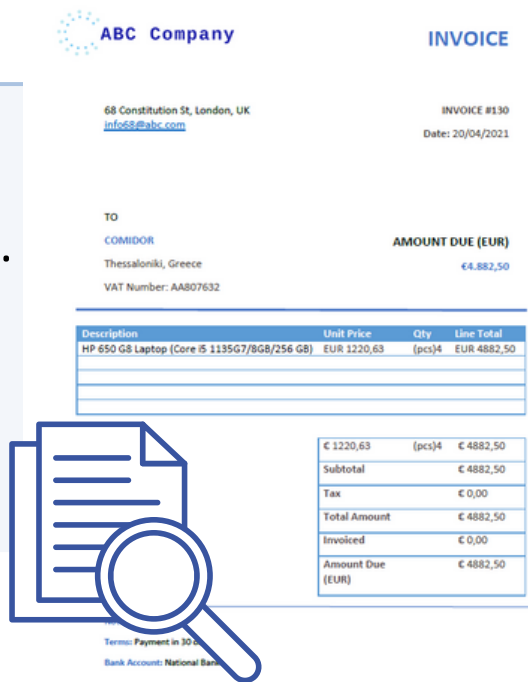 ABC Company
INVOICE
68 Constitution St, London, UK
info68@abc.com
INVOICE #130
Date: 20/04/2021
TO
COMIDOR
Thessaloniki, Greece
VAT Number: AA807632
AMOUNT DUE (EUR)
€4.882,50
Description Unit Price Qty Line Total
HP 650 G8 Laptop (Core i5 1135G7/8GB/256 GB) EUR 1220,63 (pcs)4 EUR 4882,50
€ 1220,63 (pcs)4 € 4882,50
Subtotal € 4882,50
Tax € 0,00
Total Amount € 4882,50
Invoiced € 0,00
Amount Due € 4882,50
(EUR)
Terms: Payment in 30
Bank Account: National